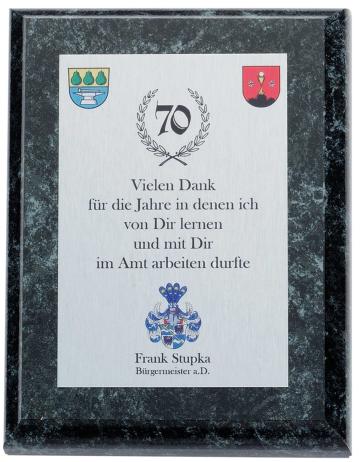 70
Vielen Dank
für die Jahre in denen ich
von Dir lernen
und mit Dir
im Amt arbeiten durfte
Frank Stupka
Bürgermeister a.D.